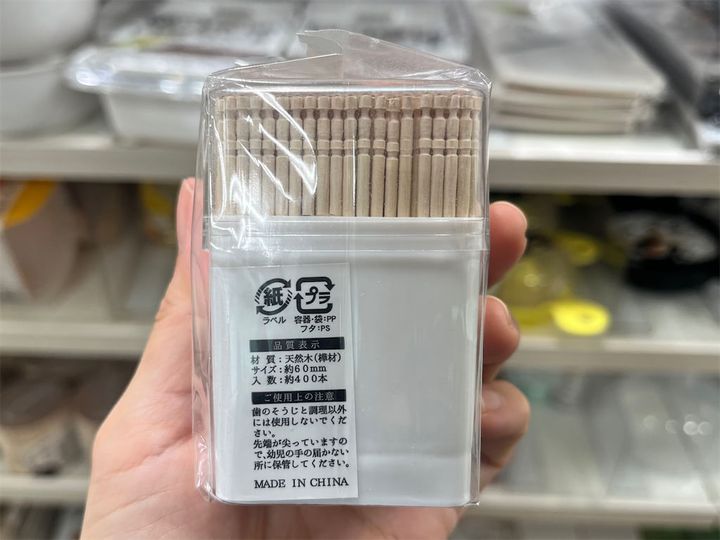 紙 プラ
ラベル 容器・袋:PP
フタ:PS
品質表示
材 質:天然木(樺材)
サイズ:約60mm
入 数:約400本
ご使用上の注意
歯のそうじと調理以外
には使用しないでくだ
さい。
先端が尖っていますの
で、幼児の手の届かない
所に保管してください。
MADE IN CHINA